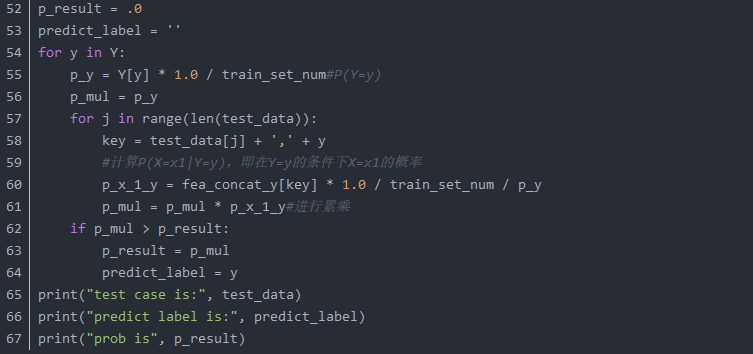 52 p_result = .0
53 predict_label = ''
54 for y in Y:
55     p_y = Y[y] * 1.0 / train_set_num#P(Y=y)
56     p_mul = p_y
57     for j in range(len(test_data)):
58         key = test_data[j] + ',' + y
59         #计算P(X=x1|Y=y)，即在Y=y的条件下X=x1的概率
60         p_x_1_y = fea_concat_y[key] * 1.0 / train_set_num / p_y
61         p_mul = p_mul * p_x_1_y#进行累乘
62     if p_mul > p_result:
63         p_result = p_mul
64         predict_label = y
65 print("test case is:", test_data)
66 print("predict label is:", predict_label)
67 print("prob is", p_result)